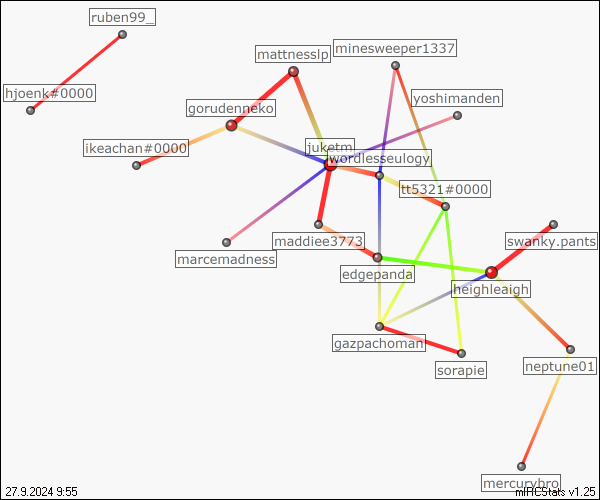 ruben99_
mattnesslp
minesweeper1337
hjoenk#0000
yoshimanden
gorudenneko
ikeachan#0000
juketm
wordlesseulogy
tt5321#0000
maddiee3773
swanky.pants
marcemadness
edgepanda
heighleaigh
gazpachoman
sorapie
neptune01
mercurybro
27.9.2024 9:55
mIRCStats v1.25